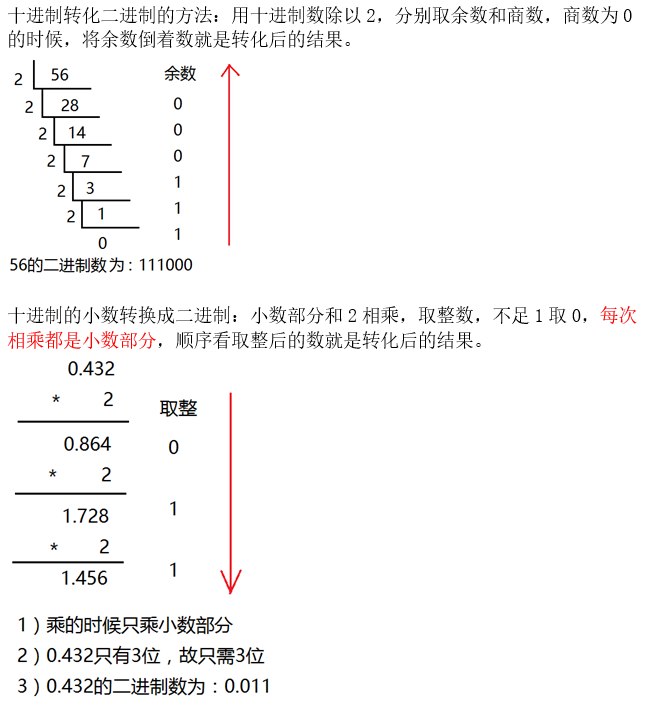 十进制转化二进制的方法：用十进制数除以2，分别取余数和商数，商数为0
的时候，将余数倒着数就是转化后的结果。
2 56 余数
2 28 0
2 14 0
2 7 0
2 3 1
2 1 1
0 1
56的二进制数为：111000
十进制的小数转换成二进制：小数部分和2相乘，取整数，不足1取0，每次
相乘都是小数部分，顺序看取整后的数就是转化后的结果。
0.432
* 2 取整
0.864 0
* 2
1.728 1
* 2
1.456 1
1）乘的时候只乘小数部分
2）0.432只有3位，故只需3位
3）0.432的二进制数为：0.011